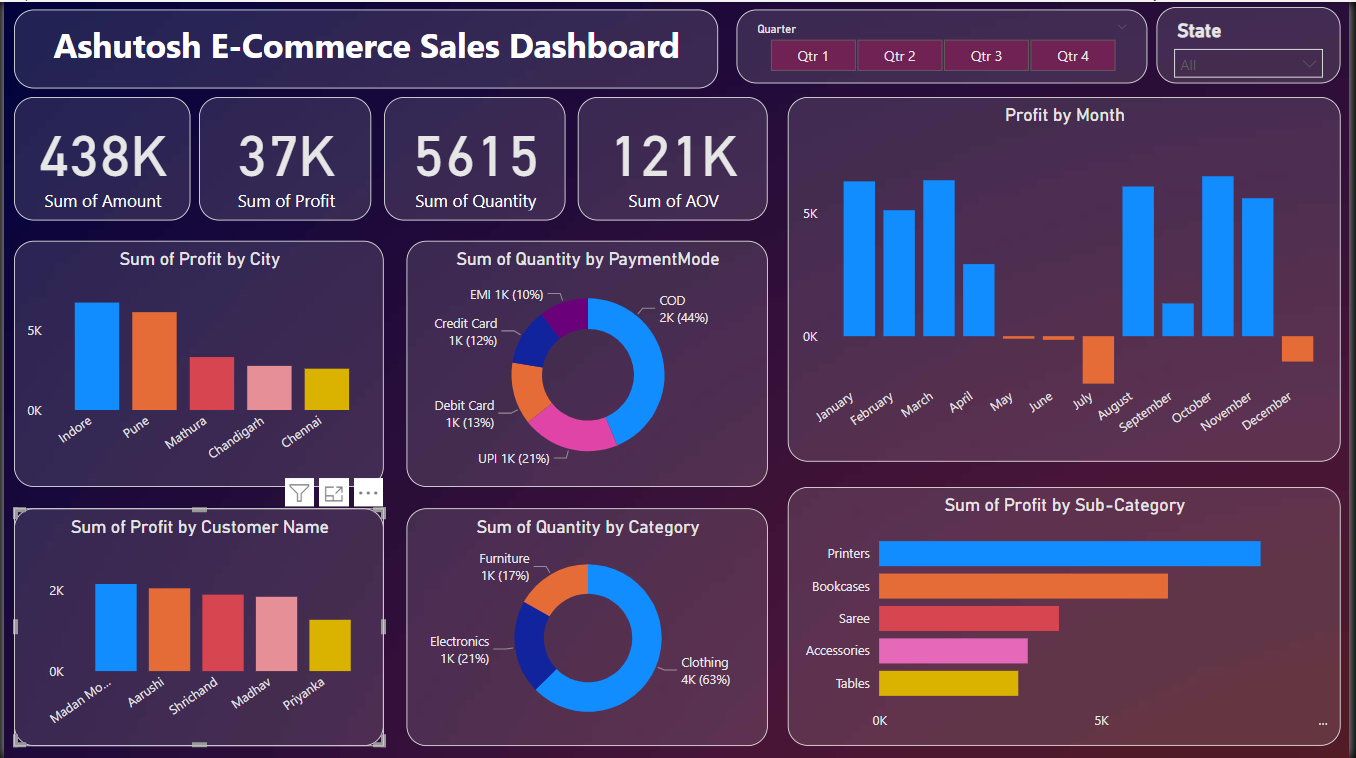 Ashutosh E-Commerce Sales Dashboard
Quarter
Qtr 1
Qtr 2
Qtr 3
Qtr 4
State
All
438K
Sum of Amount
37K
Sum of Profit
5615
Sum of Quantity
121K
Sum of AOV
Profit by Month
5K
0K
January
February
March
April
May
June
July
August
September
October
November
December
Sum of Profit by City
5K
0K
Indore
Pune
Mathura
Chandigarh
Chennai
Sum of Quantity by PaymentMode
EMI 1K (10%)
COD
2K (44%)
Credit Card
1K (12%)
Debit Card
1K (13%)
UPI 1K (21%)
Sum of Profit by Customer Name
2K
0K
Madan Mo...
Aarushi
Shrichand
Madhav
Priyanka
Sum of Quantity by Category
Furniture
1K (17%)
Electronics
1K (21%)
Clothing
4K (63%)
Sum of Profit by Sub-Category
Printers
Bookcases
Saree
Accessories
Tables
0K
5K
...